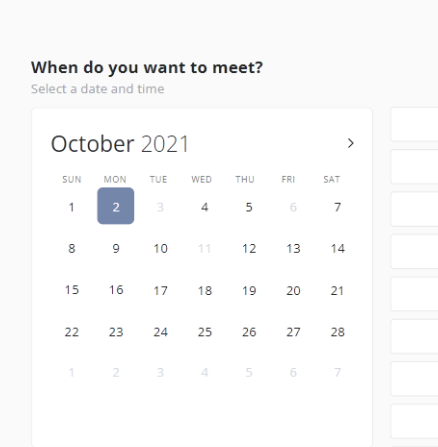 When do you want to meet?
Select a date and time
October 2021
SUN MON TUE WED THU FRI SAT
1 2 3 4 5 6 7
8 9 10 11 12 13 14
15 16 17 18 19 20 21
22 23 24 25 26 27 28
1 2 3 4 5 6 7